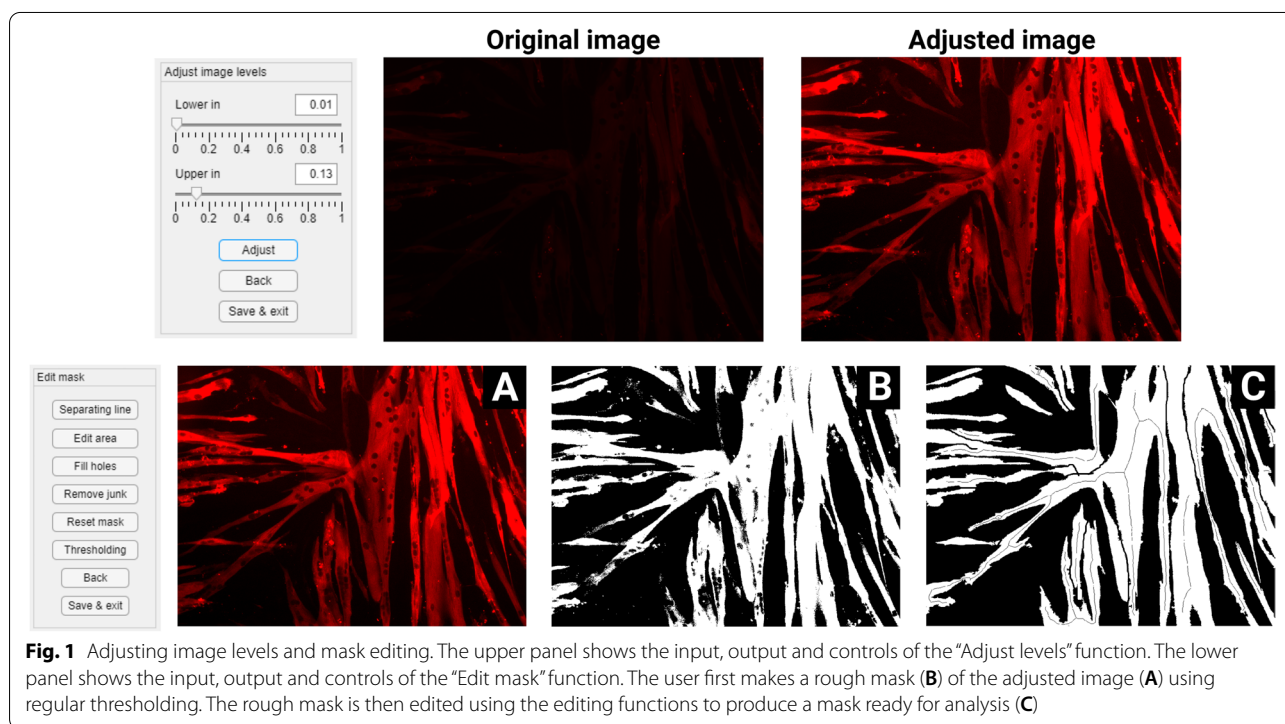 Original image
Adjusted image
Adjust image levels
Lower in 0.01
0 0.2 0.4 0.6 0.8 1
Upper in 0.13
0 0.2 0.4 0.6 0.8 1
Adjust
Back
Save & exit
Edit mask
Separating line
Edit area
Fill holes
Remove junk
Reset mask
Thresholding
Back
Save & exit
A
B
C
Fig. 1 Adjusting image levels and mask editing. The upper panel shows the input, output and controls of the “Adjust levels” function. The lower
panel shows the input, output and controls of the “Edit mask” function. The user first makes a rough mask (B) of the adjusted image (A) using
regular thresholding. The rough mask is then edited using the editing functions to produce a mask ready for analysis (C)